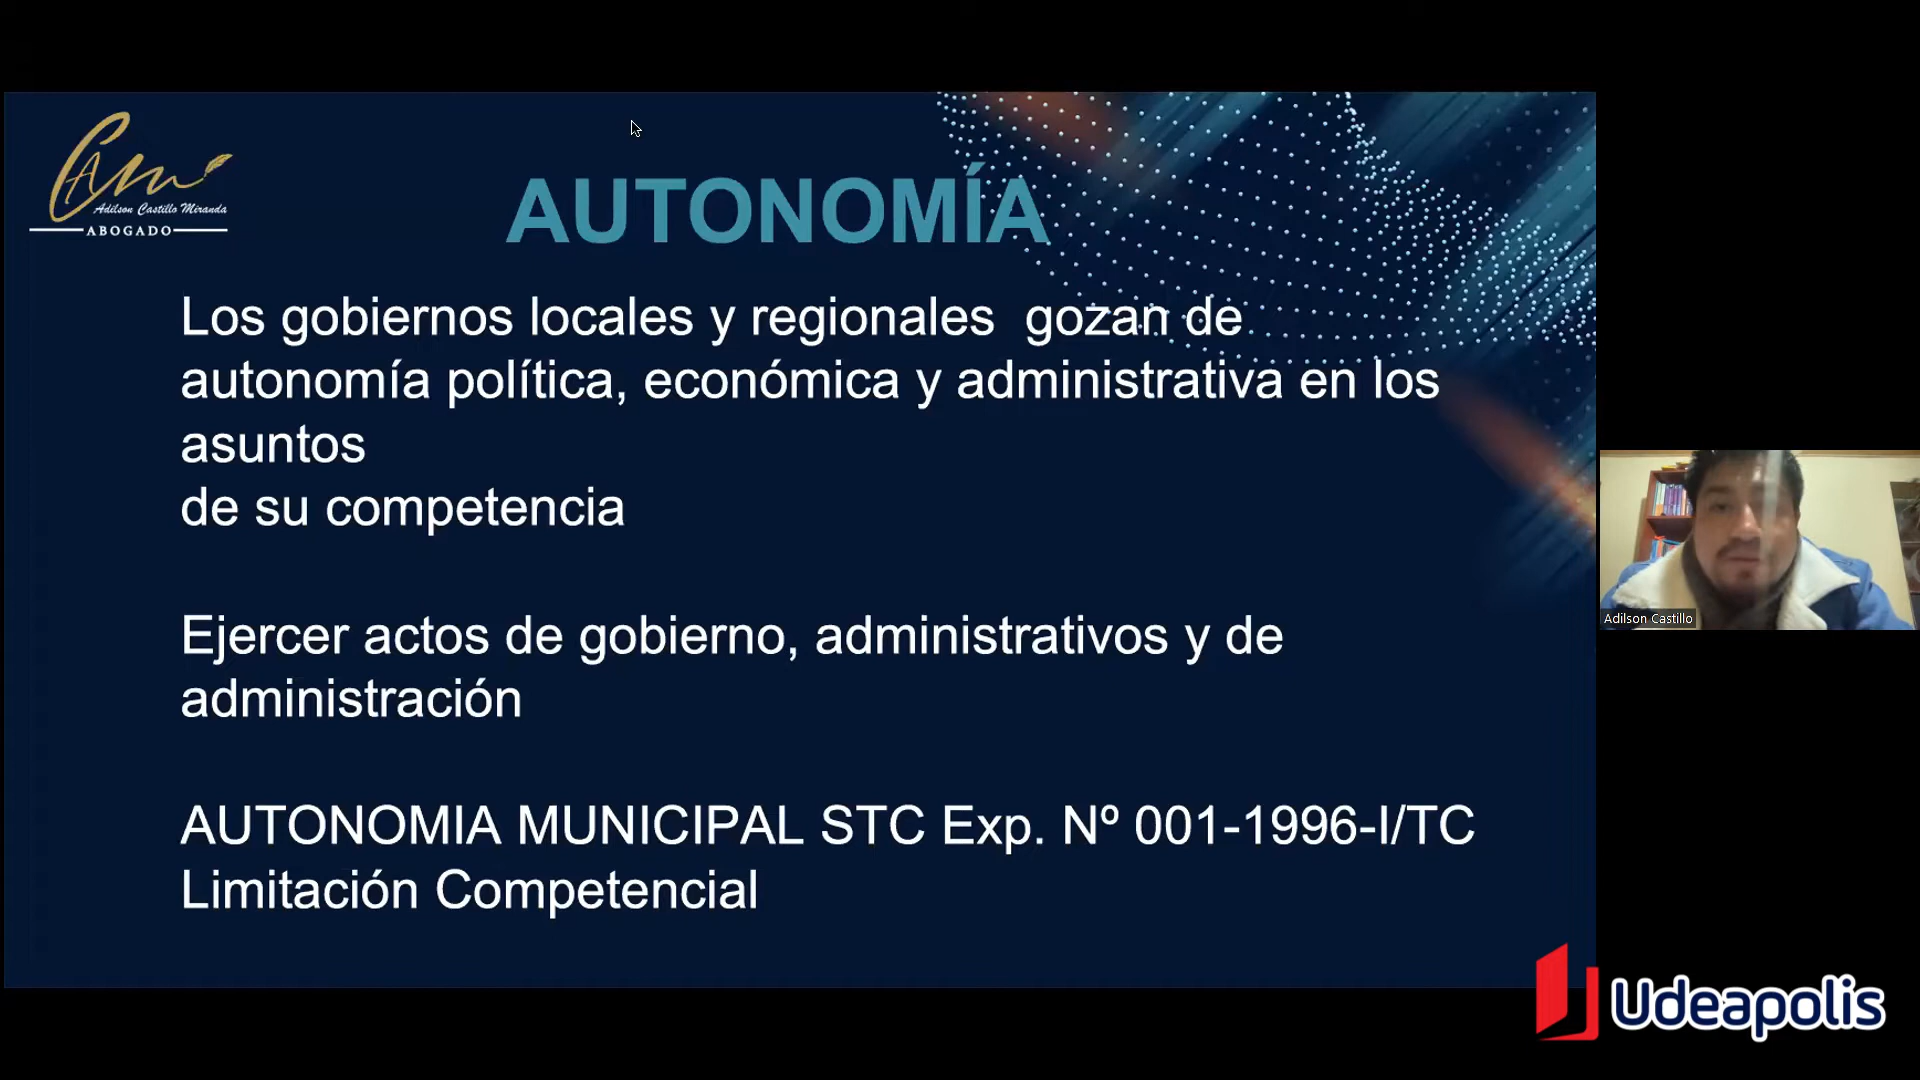 CAM
Adilson Castillo Miranda
ABOGADO
AUTONOMÍA
Los gobiernos locales y regionales gozan de
autonomía política, económica y administrativa en los
asuntos
de su competencia
Ejercer actos de gobierno, administrativos y de
administración
AUTONOMIA MUNICIPAL STC Exp. Nº 001-1996-I/TC
Limitación Competencial
Adilson Castillo
Udeapolis